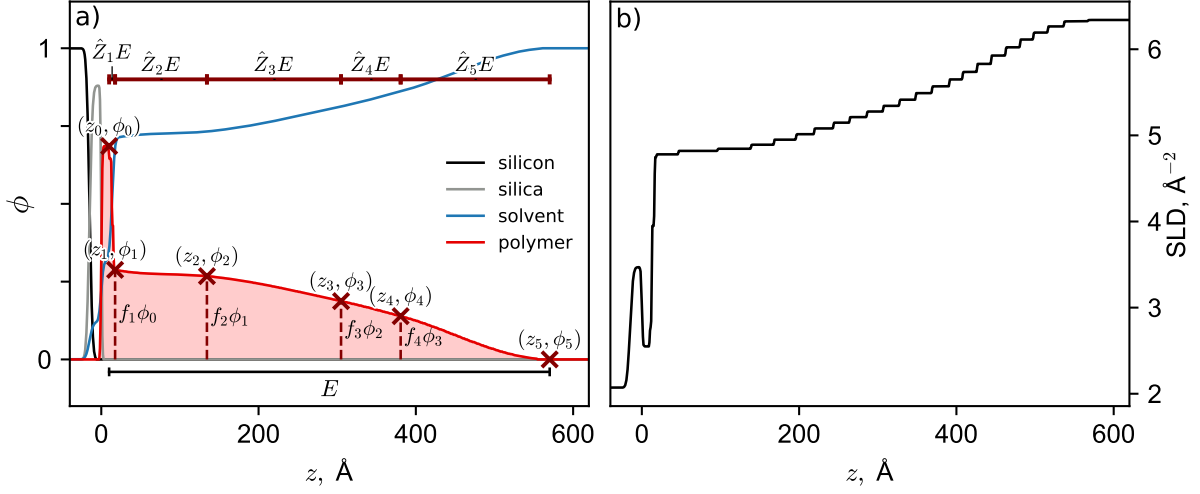 a)
Ẑ₁E
Ẑ₂E
Ẑ₃E
Ẑ₄E
Ẑ₅E
(z₀, ϕ₀)
(z₁, ϕ₁)
(z₂, ϕ₂)
(z₃, ϕ₃)
(z₄, ϕ₄)
(z₅, ϕ₅)
f₁ϕ₀
f₂ϕ₁
f₃ϕ₂
f₄ϕ₃
E
silicon
silica
solvent
polymer
1
0
ϕ
0
200
400
600
z, Å
b)
6
5
4
3
2
SLD, Å⁻²
0
200
400
600
z, Å